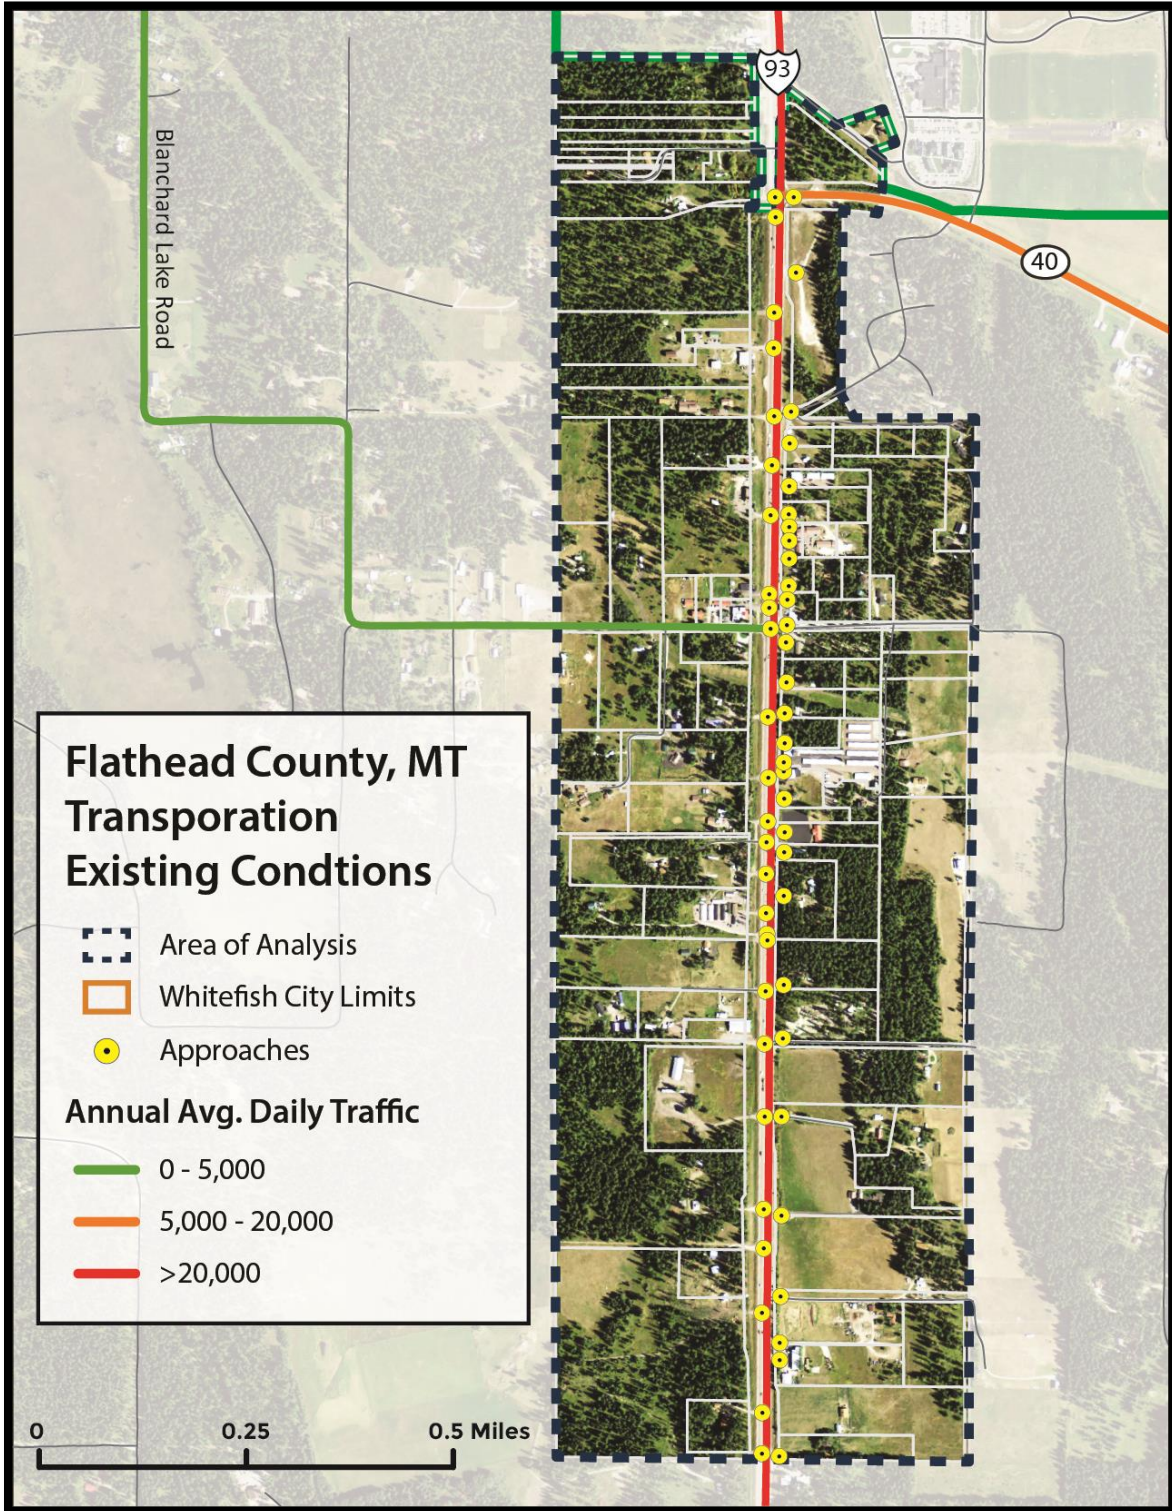 93
Blanchard Lake Road
40
Flathead County, MT
Transporation
Existing Condtions
Area of Analysis
Whitefish City Limits
Approaches
Annual Avg. Daily Traffic
0 - 5,000
5,000 - 20,000
>20,000
0 0.25 0.5 Miles